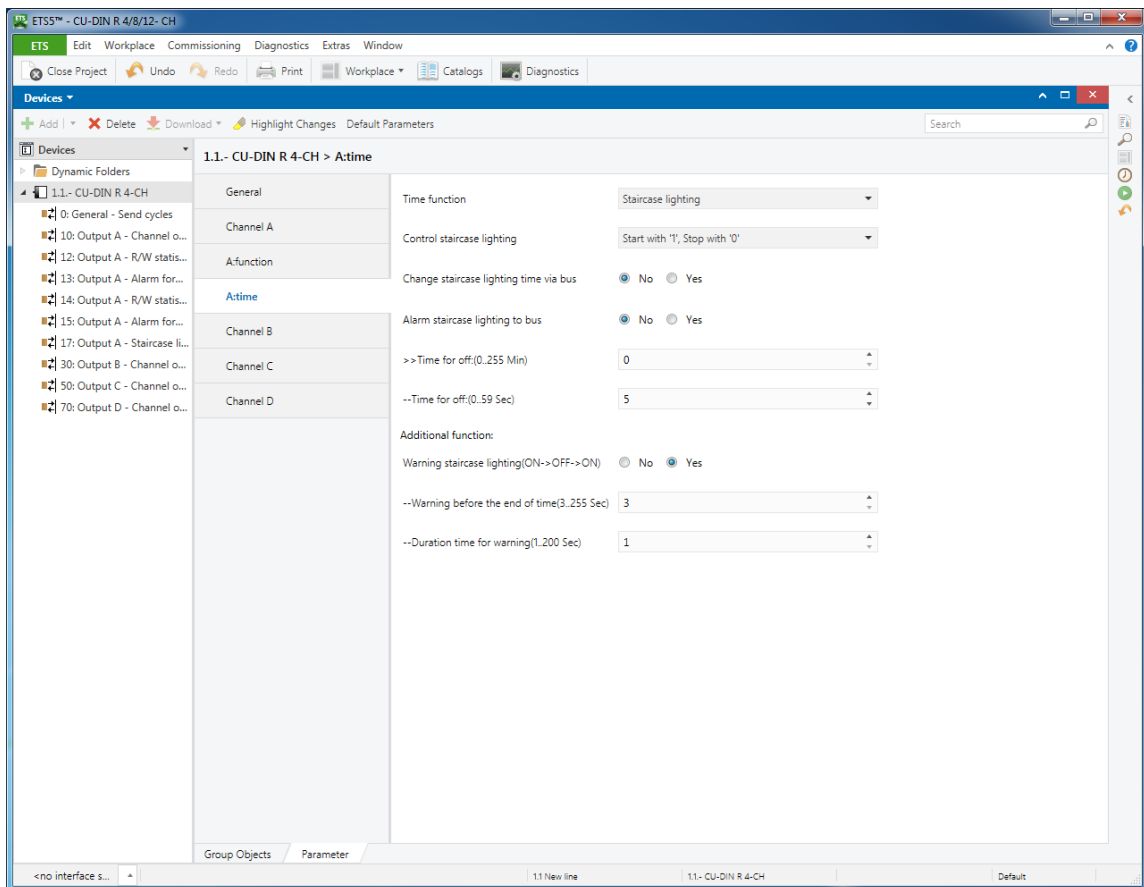 ETS5™ - CU-DIN R 4/8/12- CH
ETS Edit Workplace Commissioning Diagnostics Extras Window
Close Project Undo Redo Print Workplace Catalogs Diagnostics
Devices
Add Delete Download Highlight Changes Default Parameters Search
Devices
Dynamic Folders
1.1.- CU-DIN R 4-CH
0: General - Send cycles
10: Output A - Channel o...
12: Output A - R/W statis...
13: Output A - Alarm for...
14: Output A - R/W statis...
15: Output A - Alarm for...
17: Output A - Staircase li...
30: Output B - Channel o...
50: Output C - Channel o...
70: Output D - Channel o...
1.1.- CU-DIN R 4-CH > A:time
General
Channel A
A:function
A:time
Channel B
Channel C
Channel D
Time function Staircase lighting
Control staircase lighting Start with '1', Stop with '0'
Change staircase lighting time via bus No Yes
Alarm staircase lighting to bus No Yes
>>Time for off:(0..255 Min) 0
--Time for off:(0..59 Sec) 5
Additional function:
Warning staircase lighting(ON->OFF->ON) No Yes
--Warning before the end of time(3..255 Sec) 3
--Duration time for warning(1..200 Sec) 1
Group Objects Parameter
<no interface s... 1.1 New line 1.1.- CU-DIN R 4-CH Default